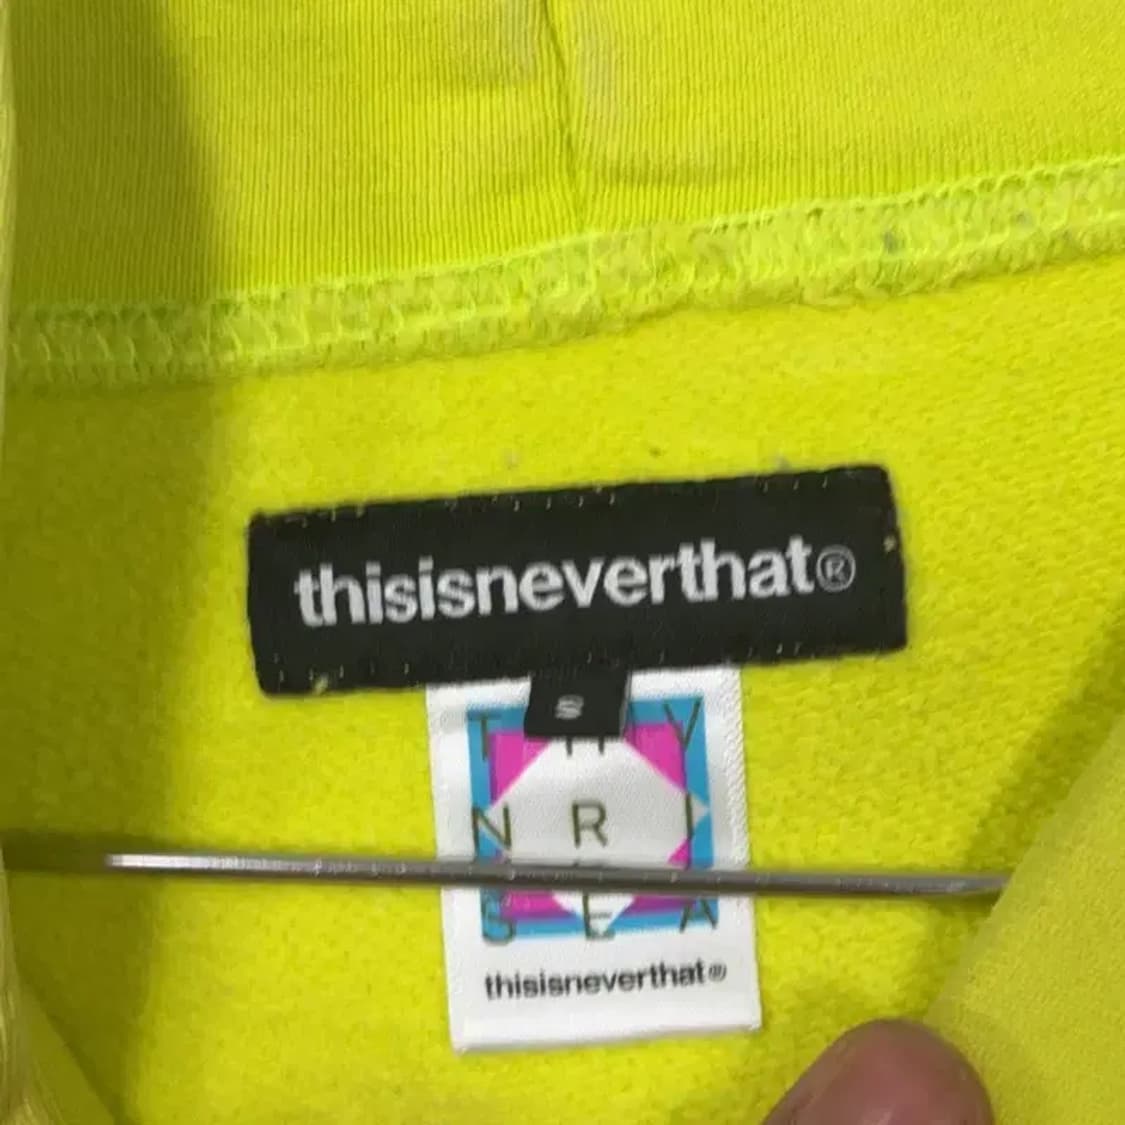 thisisneverthat®
S
T H V
N R I
S E A
thisisneverthat®